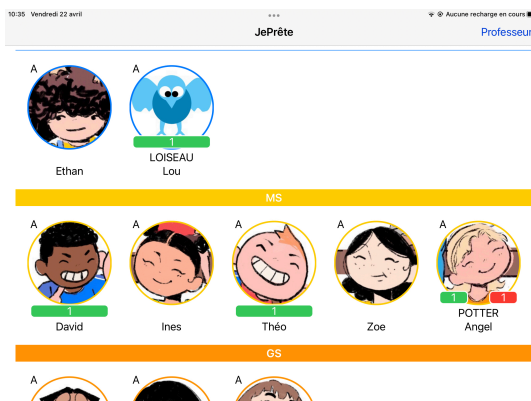 10:35 Vendredi 22 avril
Aucune recharge en cours
JePrête
Professeur
A A
1
LOISEAU
Ethan Lou
MS
A A A A A
1 1 1 1
POTTER
David Ines Théo Zoe Angel
GS
A A A